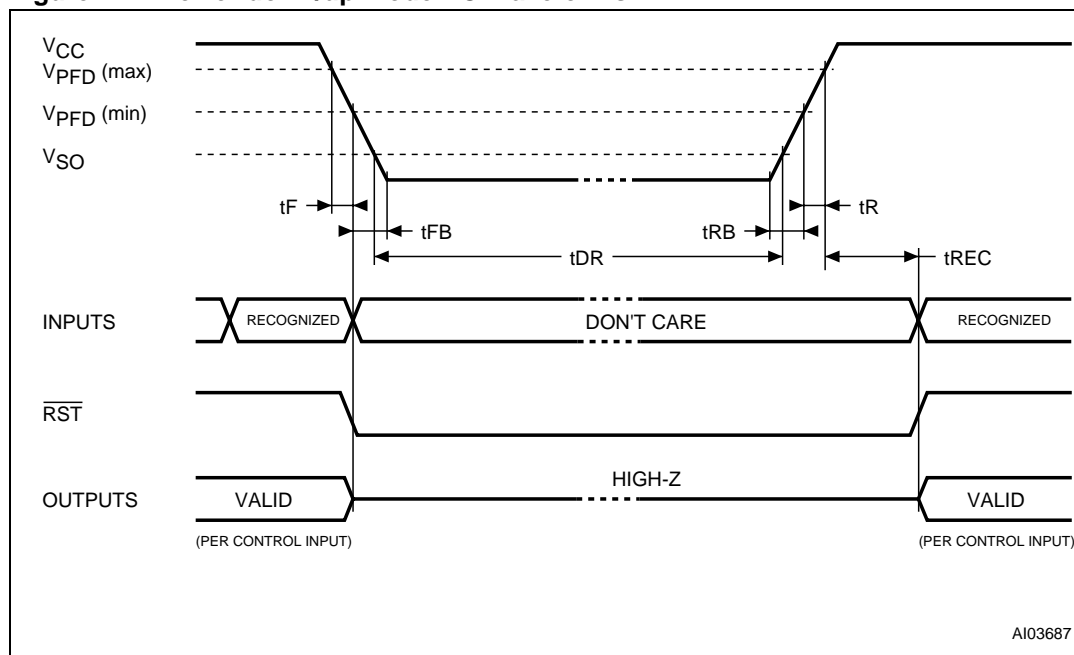 VCC
VPFD (max)
VPFD (min)
VSO
tF
tFB
tDR
tRB
tR
tREC
INPUTS
RECOGNIZED
DON'T CARE
RECOGNIZED
RST
HIGH-Z
OUTPUTS
VALID
VALID
(PER CONTROL INPUT)
(PER CONTROL INPUT)
AI03687